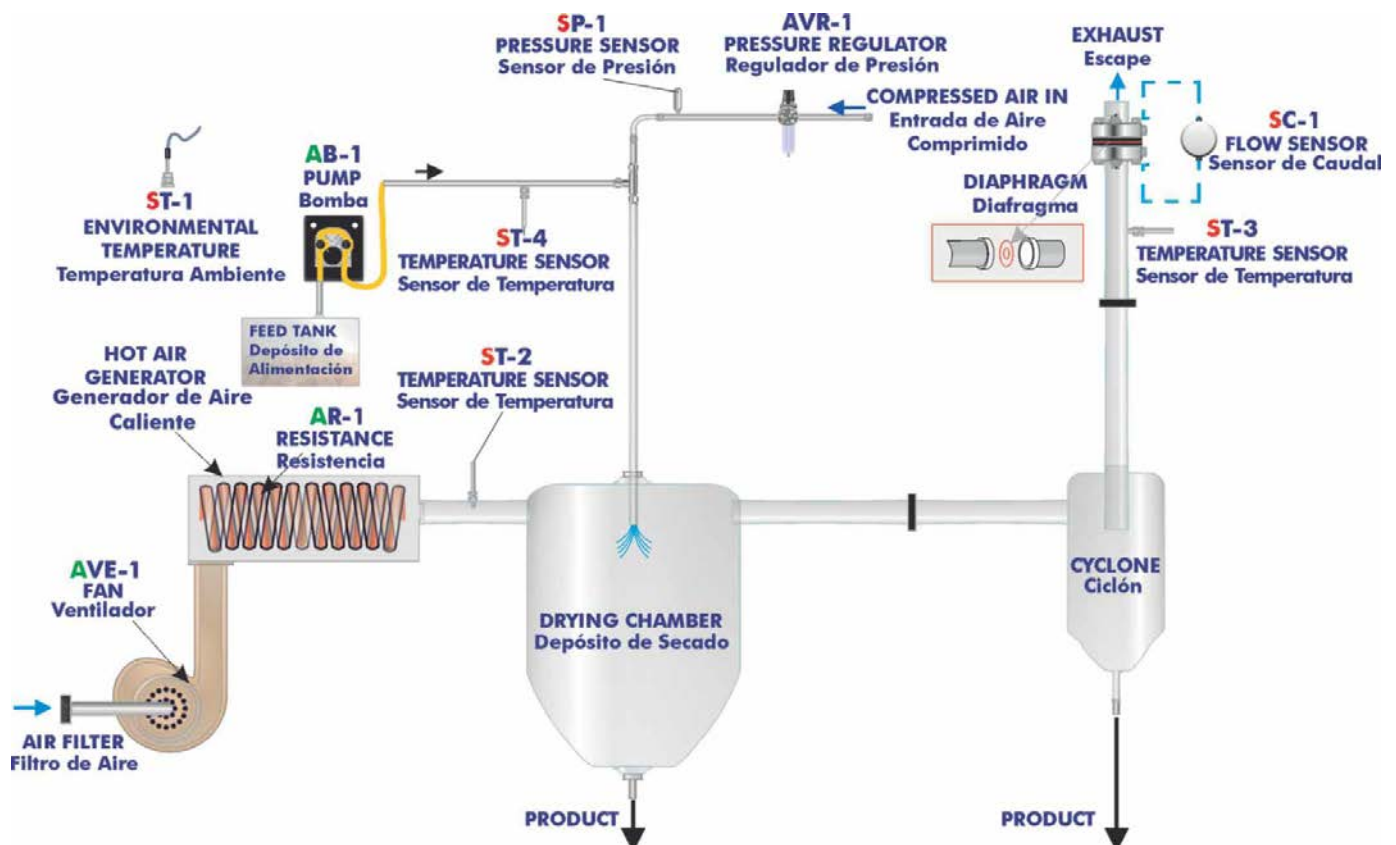 SP-1
PRESSURE SENSOR
Sensor de Presión
AVR-1
PRESSURE REGULATOR
Regulador de Presión
EXHAUST
Escape
COMPRESSED AIR IN
Entrada de Aire
Comprimido
SC-1
FLOW SENSOR
Sensor de Caudal
AB-1
PUMP
Bomba
ST-1
ENVIRONMENTAL
TEMPERATURE
Temperatura Ambiente
DIAPHRAGM
Diafragma
ST-4
TEMPERATURE SENSOR
Sensor de Temperatura
ST-3
TEMPERATURE SENSOR
Sensor de Temperatura
FEED TANK
Depósito de
Alimentación
HOT AIR
GENERATOR
Generador de Aire
Caliente
ST-2
TEMPERATURE SENSOR
Sensor de Temperatura
AR-1
RESISTANCE
Resistencia
AVE-1
FAN
Ventilador
CYCLONE
Ciclón
DRYING CHAMBER
Depósito de Secado
AIR FILTER
Filtro de Aire
PRODUCT
PRODUCT